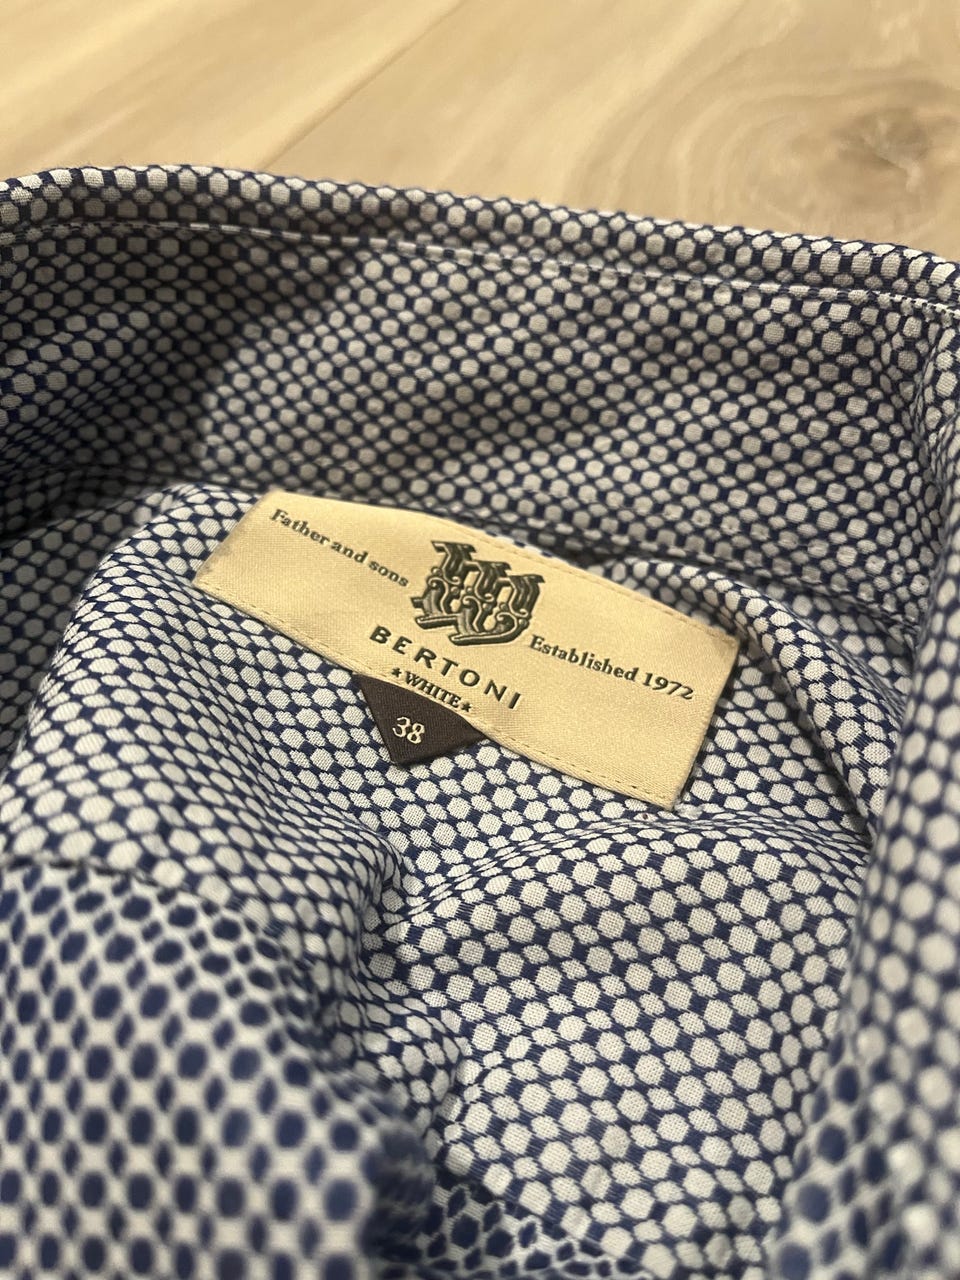 Father and sons
Established 1972
BERTONI
★WHITE★
38